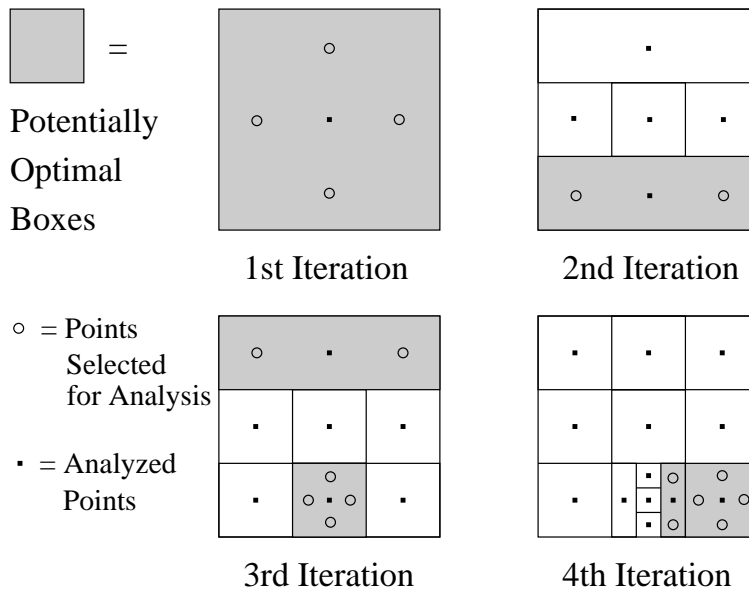 =
Potentially
Optimal
Boxes
1st Iteration
2nd Iteration
= Points
Selected
for Analysis
= Analyzed
Points
3rd Iteration
4th Iteration